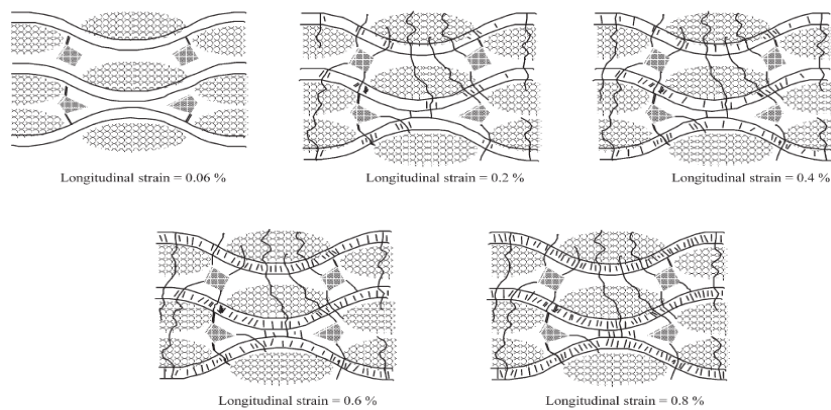 Longitudinal strain = 0.06 %
Longitudinal strain = 0.2 %
Longitudinal strain = 0.4 %
Longitudinal strain = 0.6 %
Longitudinal strain = 0.8 %